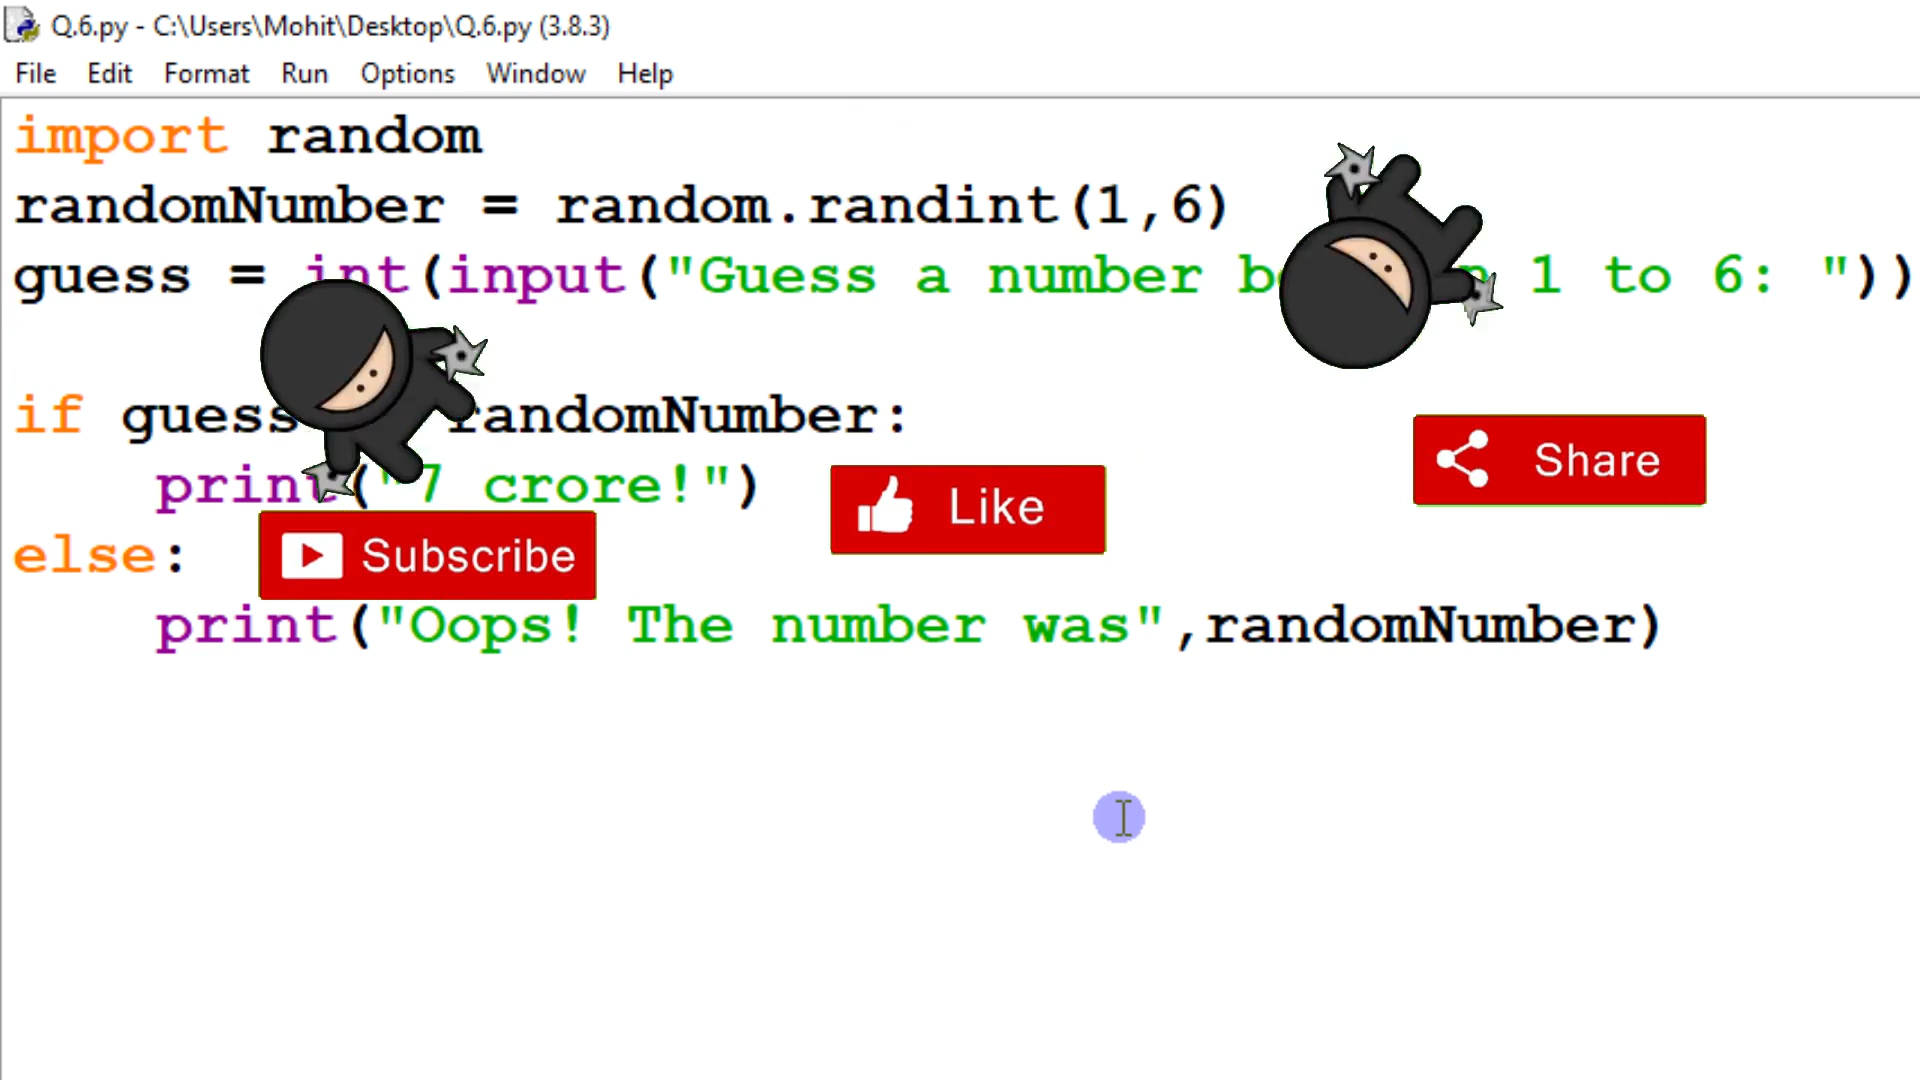 Q.6.py - C:\Users\Mohit\Desktop\Q.6.py (3.8.3)
File Edit Format Run Options Window Help
import random
randomNumber = random.randint(1,6)
guess = int(input("Guess a number 1 to 6: "))
if guess randomNumber:
print("7 crore!")
Share
Like
else:
Subscribe
print("Oops! The number was",randomNumber)